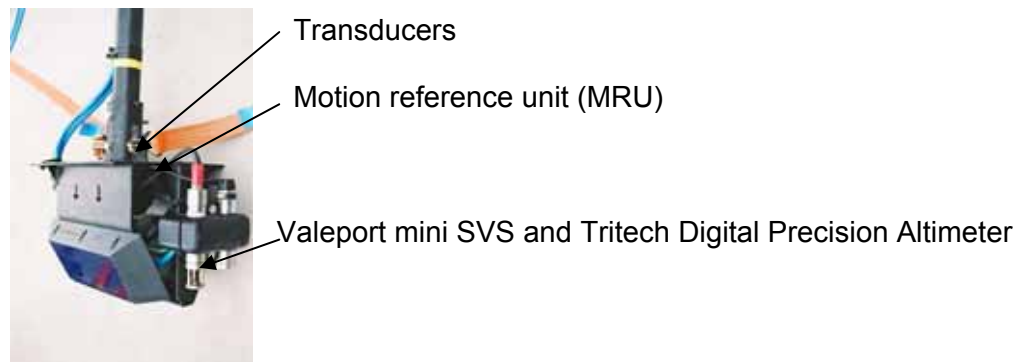 Transducers
Motion reference unit (MRU)
Valeport mini SVS and Tritech Digital Precision Altimeter